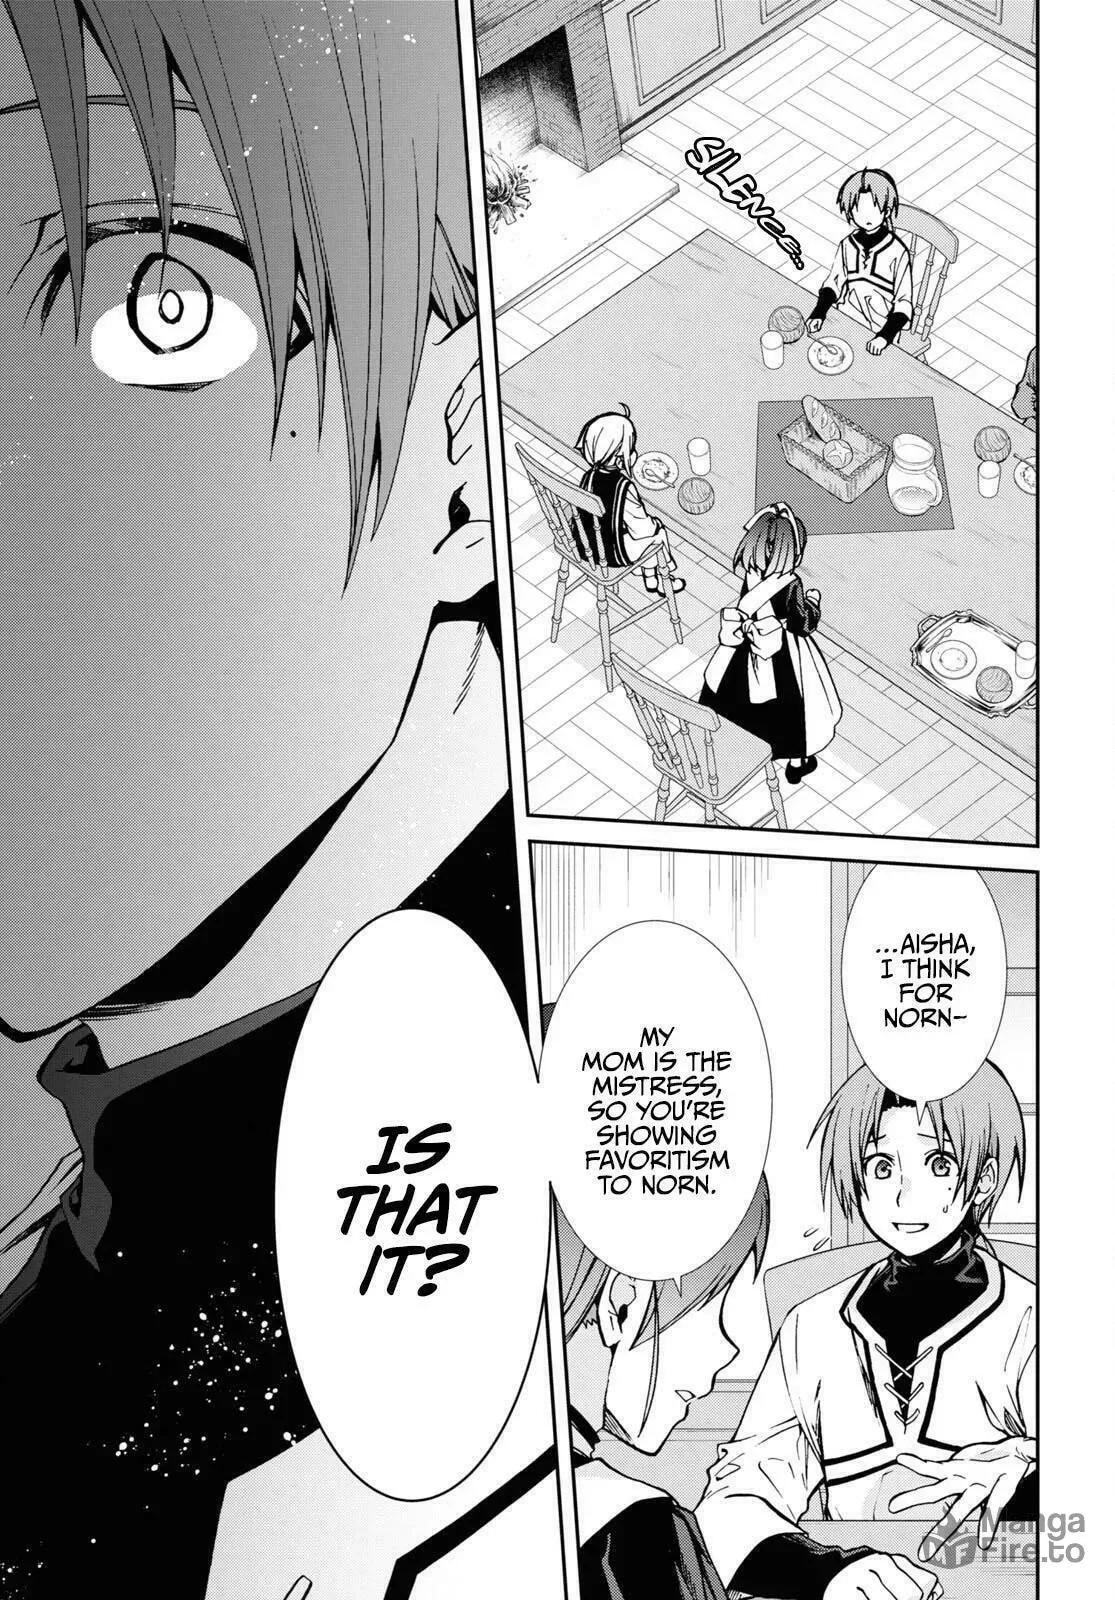 SILENCE...
...AISHA,
I THINK
FOR
NORN-
MY
MOM IS THE
MISTRESS,
SO YOU'RE
SHOWING
FAVORITISM
TO NORN.
IS
THAT
IT?
Manga
Fire.to
MF